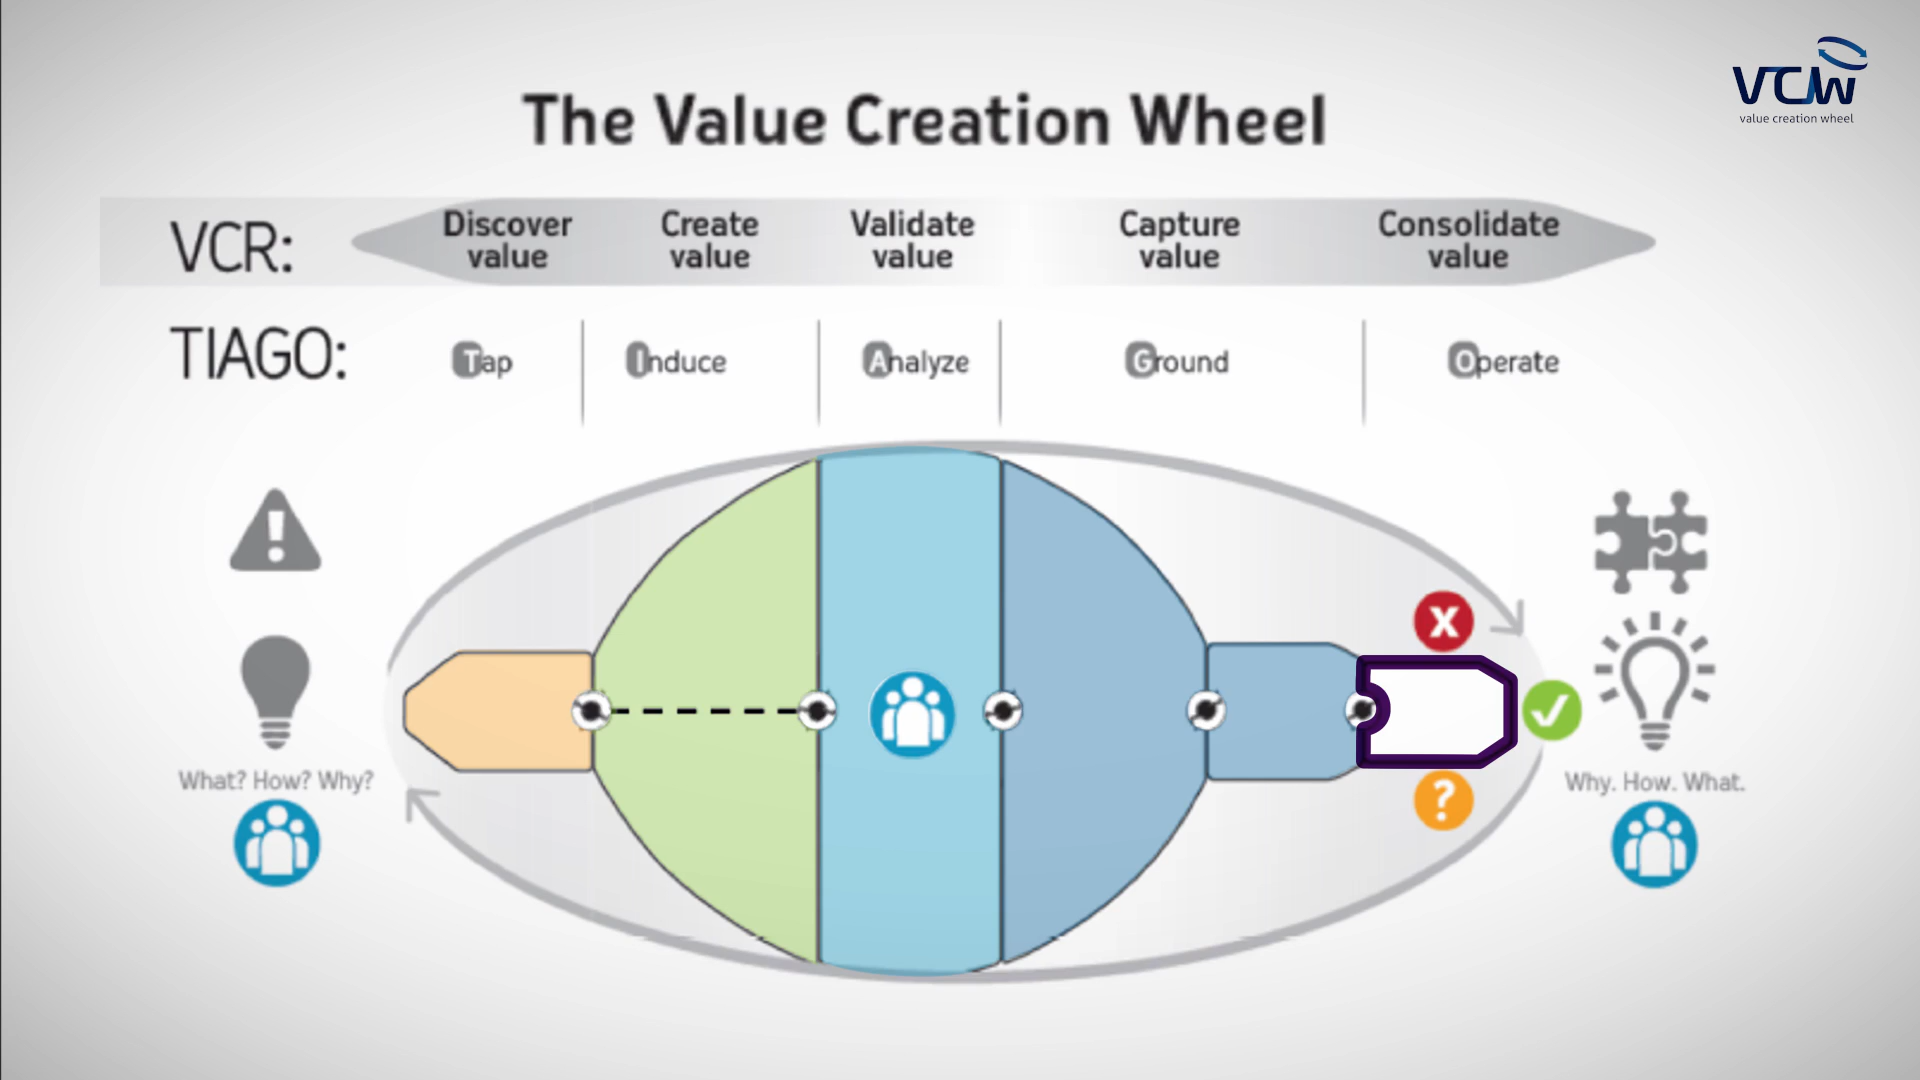 VCW
value creation wheel
The Value Creation Wheel
VCR:
Discover value
Create value
Validate value
Capture value
Consolidate value
TIAGO:
Tap
Induce
Analyze
Ground
Operate
!
X
?
What? How? Why?
Why. How. What.